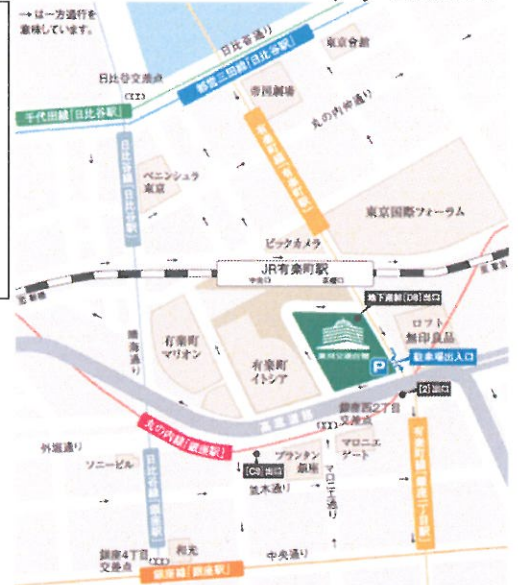 → は一方通行を
意味しています。
日比谷通り
東京會舘
都営三田線「日比谷駅」
日比谷交差点
帝国劇場
千代田線「日比谷駅」
丸の内仲通り
有楽町線「有楽町駅」
日比谷線「日比谷駅」
ペニンシュラ
東京
東京国際フォーラム
ビックカメラ
JR有楽町駅
中央口
京橋口
至新橋
至東京
地下連絡[D8]出口
ロフト
無印良品
東京交通会館
晴海通り
有楽町
マリオン
有楽町
イトシア
P
駐車場出入口
[2]出口
高速道路
銀座西2丁目
交差点
丸の内線「銀座駅」
マロニエ
ゲート
外堀通り
ソニービル
[C9]出口
プランタン
銀座
並木通り
マロニエ通り
有楽町線「銀座一丁目駅」
日比谷線「銀座駅」
銀座4丁目
交差点
和光
中央通り
銀座線「銀座駅」